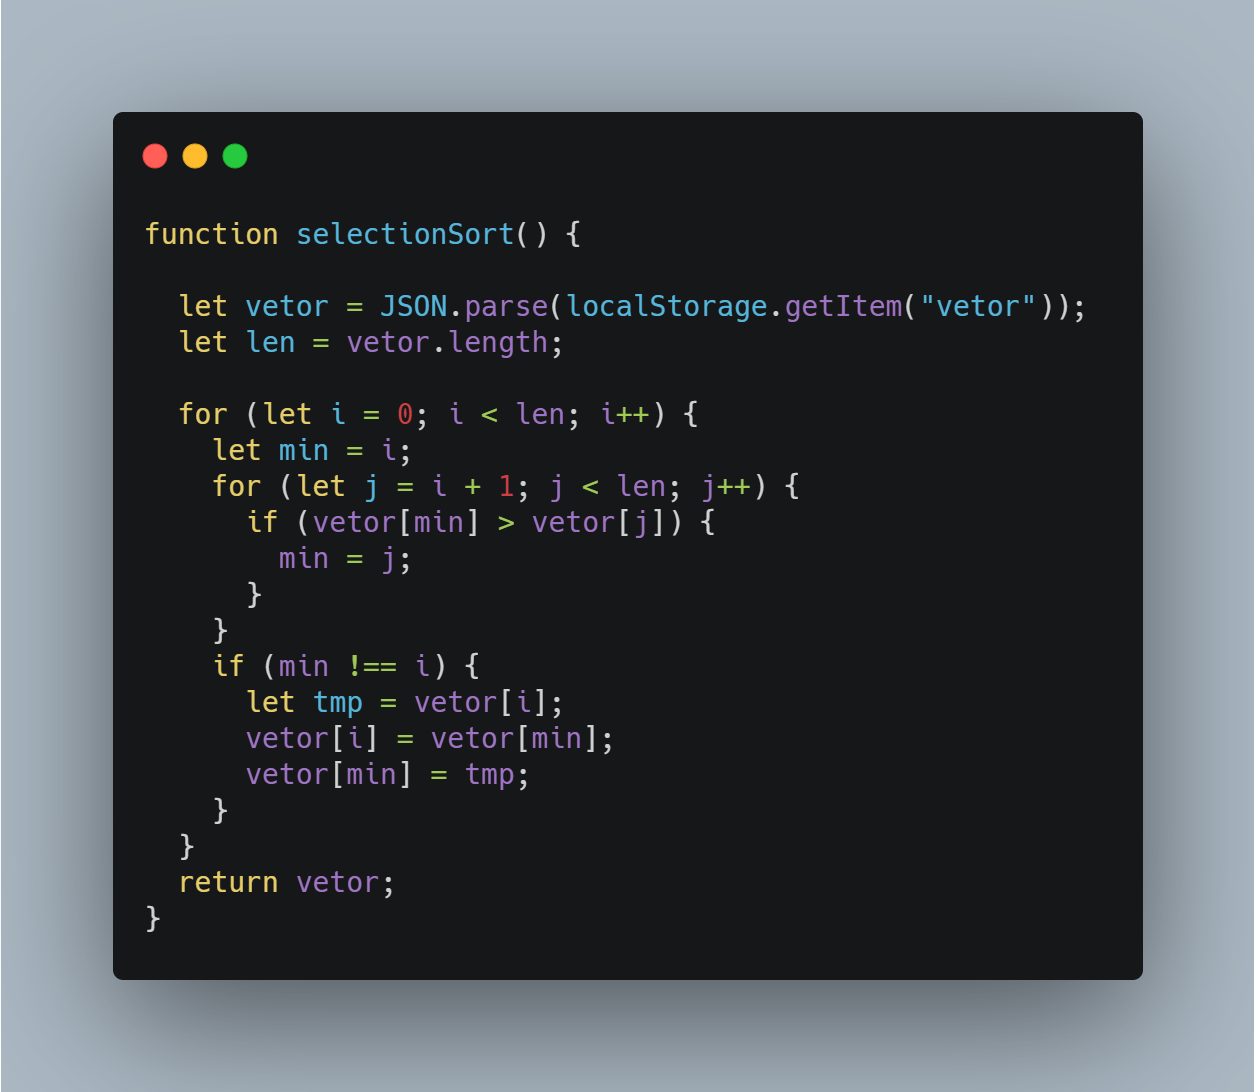 function selectionSort() {
let vetor = JSON.parse(localStorage.getItem("vetor"));
let len = vetor.length;
for (let i = 0; i < len; i++) {
let min = i;
for (let j = i + 1; j < len; j++) {
if (vetor[min] > vetor[j]) {
min = j;
}
}
if (min !== i) {
let tmp = vetor[i];
vetor[i] = vetor[min];
vetor[min] = tmp;
}
}
return vetor;
}